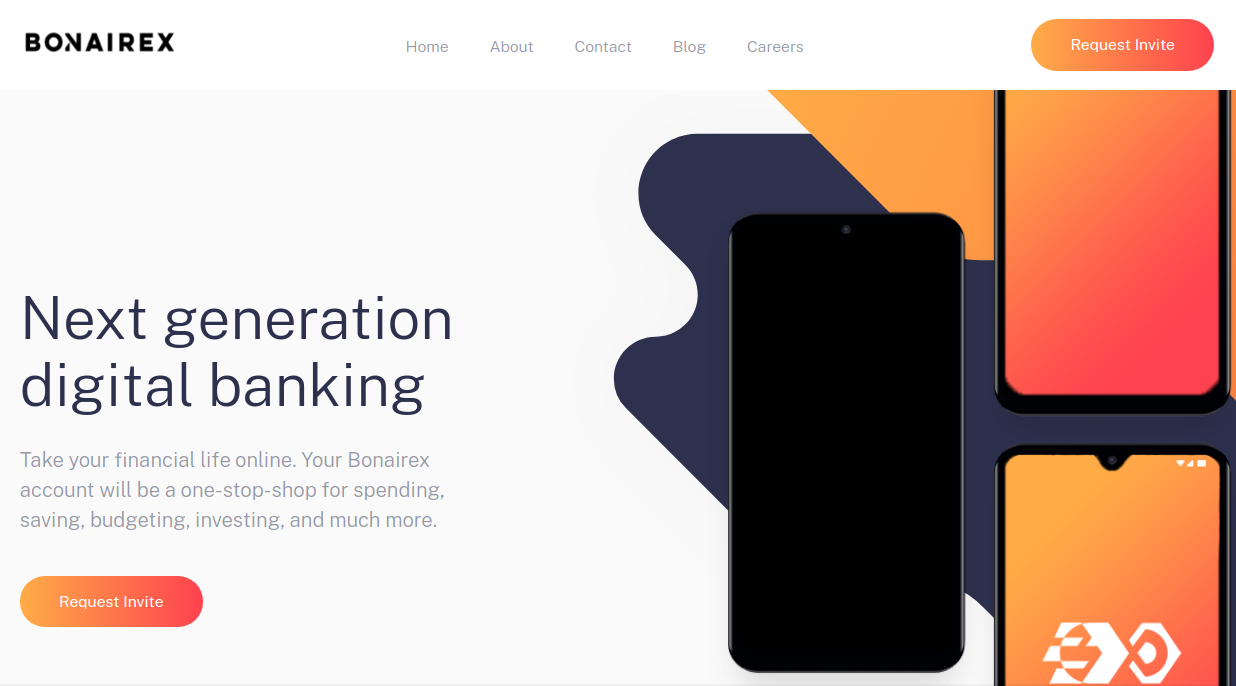 BONAIREX
Home About Contact Blog Careers
Request Invite
Next generation
digital banking
Take your financial life online. Your Bonairex
account will be a one-stop-shop for spending,
saving, budgeting, investing, and much more.
Request Invite